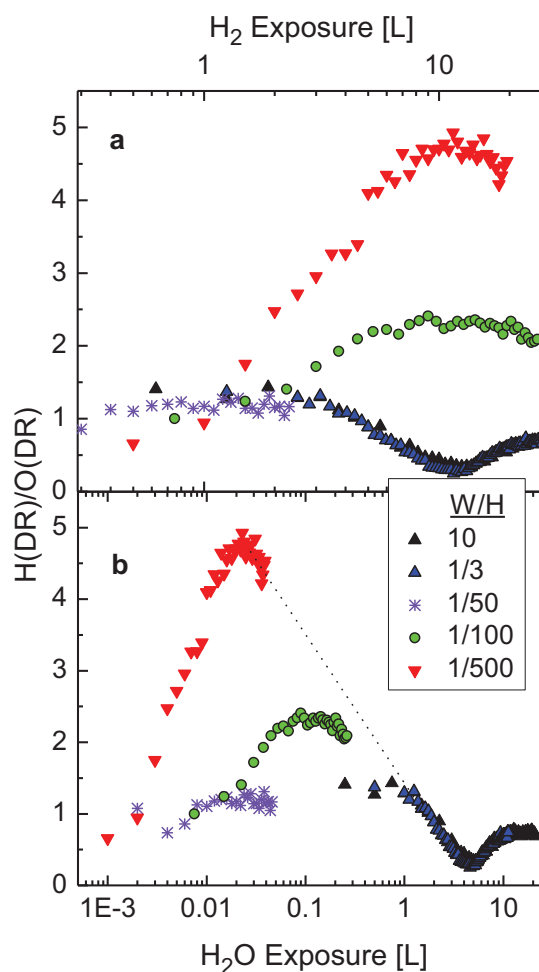 H₂ Exposure [L]
1 10
a
5
4
3
2
1
0
H(DR)/O(DR)
b
5
4
3
2
1
0
W/H
10
1/3
1/50
1/100
1/500
1E-3 0.01 0.1 1 10
H₂O Exposure [L]